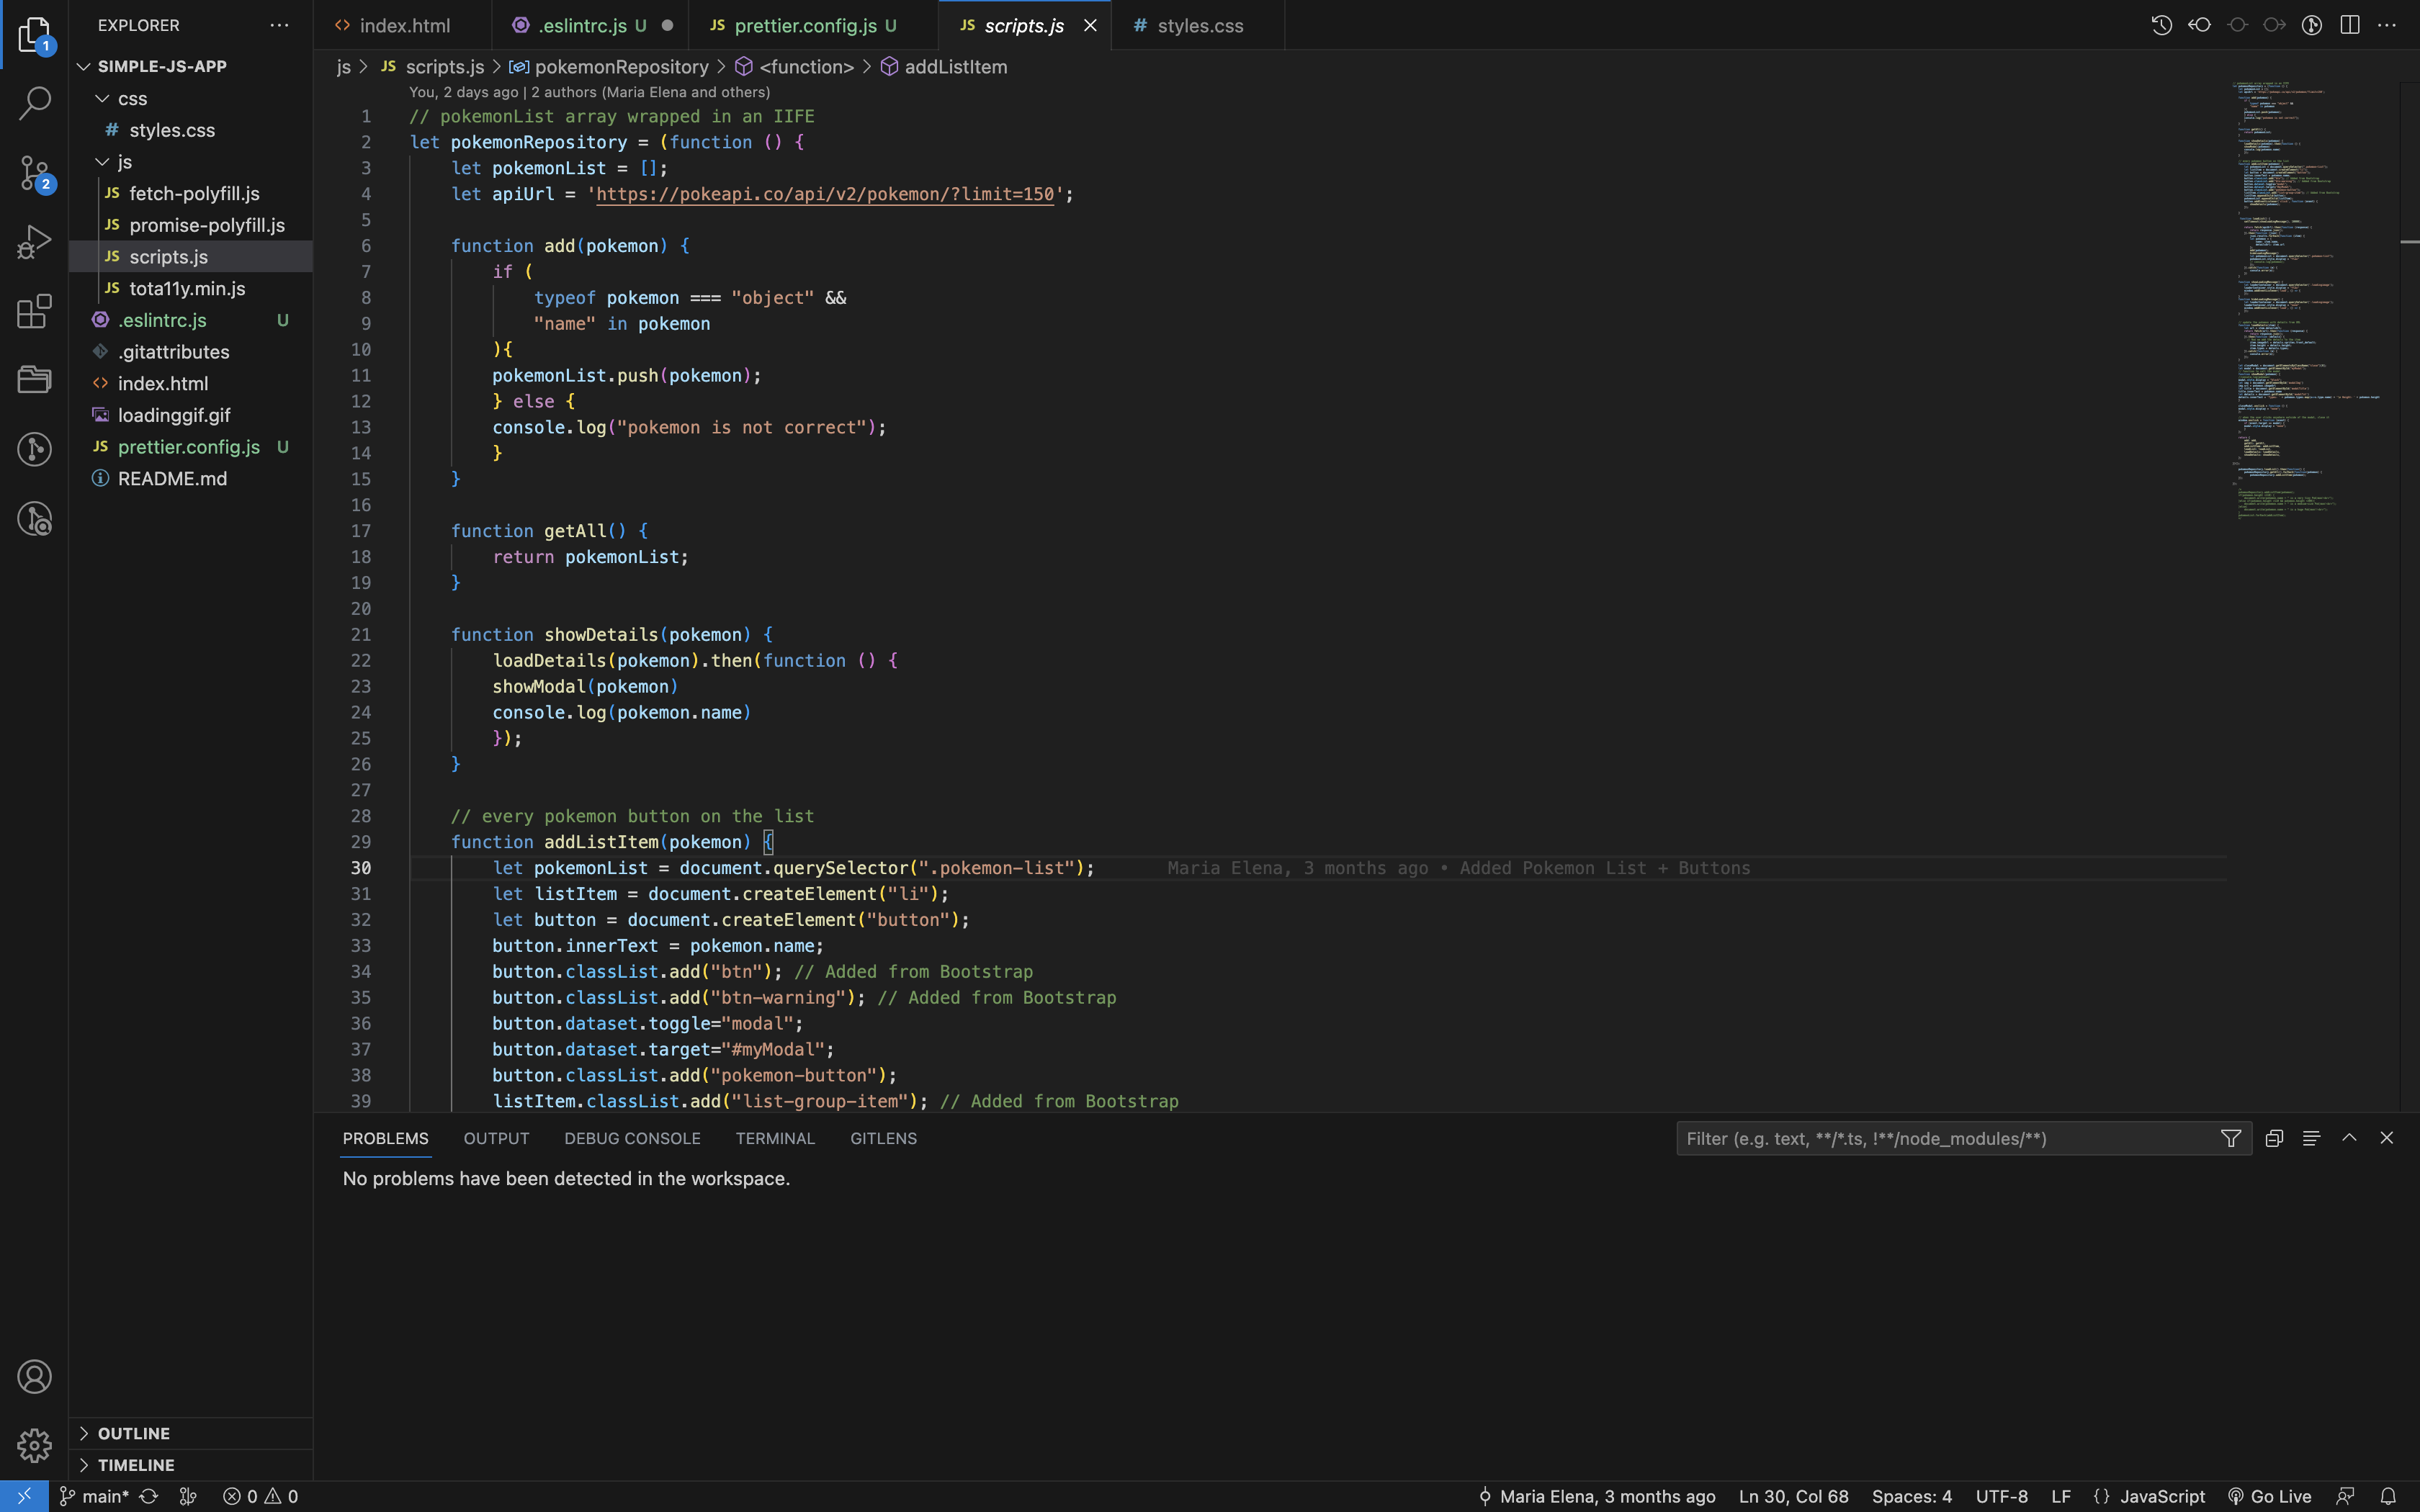 EXPLORER
1
2
SIMPLE-JS-APP
css
# styles.css
js
JS fetch-polyfill.js
JS promise-polyfill.js
JS scripts.js
JS tota11y.min.js
.eslintrc.js U
.gitattributes
<> index.html
loadinggif.gif
JS prettier.config.js U
README.md
OUTLINE
TIMELINE
<> index.html
.eslintrc.js U
JS prettier.config.js U
JS scripts.js
# styles.css
js > JS scripts.js > pokemonRepository > <function> > addListItem
You, 2 days ago | 2 authors (Maria Elena and others)
1 // pokemonList array wrapped in an IIFE
2 let pokemonRepository = (function () {
3 let pokemonList = [];
4 let apiUrl = 'https://pokeapi.co/api/v2/pokemon/?limit=150';
5
6 function add(pokemon) {
7 if (
8 typeof pokemon === "object" &&
9 "name" in pokemon
10 ){
11 pokemonList.push(pokemon);
12 } else {
13 console.log("pokemon is not correct");
14 }
15 }
16
17 function getAll() {
18 return pokemonList;
19 }
20
21 function showDetails(pokemon) {
22 loadDetails(pokemon).then(function () {
23 showModal(pokemon)
24 console.log(pokemon.name)
25 });
26 }
27
28 // every pokemon button on the list
29 function addListItem(pokemon) {
30 let pokemonList = document.querySelector(".pokemon-list"); Maria Elena, 3 months ago • Added Pokemon List + Buttons
31 let listItem = document.createElement("li");
32 let button = document.createElement("button");
33 button.innerText = pokemon.name;
34 button.classList.add("btn"); // Added from Bootstrap
35 button.classList.add("btn-warning"); // Added from Bootstrap
36 button.dataset.toggle="modal";
37 button.dataset.target="#myModal";
38 button.classList.add("pokemon-button");
39 listItem.classList.add("list-group-item"); // Added from Bootstrap
PROBLEMS OUTPUT DEBUG CONSOLE TERMINAL GITLENS
Filter (e.g. text, **/*.ts, !**/node_modules/**)
No problems have been detected in the workspace.
main* 0 0
Maria Elena, 3 months ago Ln 30, Col 68 Spaces: 4 UTF-8 LF {} JavaScript Go Live